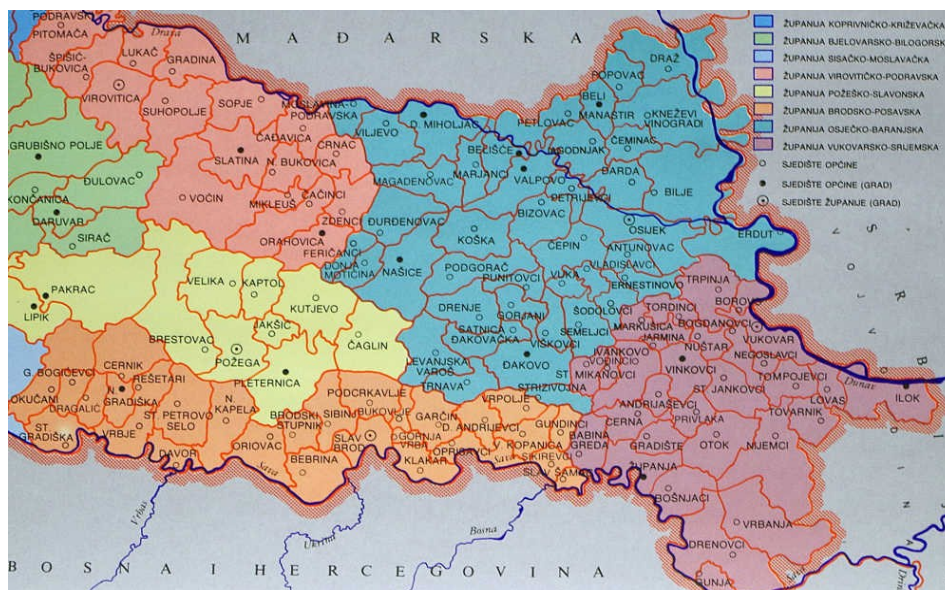 MAĐARSKA
ŽUPANIJA KOPRIVNIČKO-KRIŽEVAČKA
ŽUPANIJA BJELOVARSKO-BILOGORS
ŽUPANIJA SISAČKO-MOSLAVAČKA
ŽUPANIJA VIROVITIČKO-PODRAVSKA
ŽUPANIJA POŽEŠKO-SLAVONSKA
ŽUPANIJA BRODSKO-POSAVSKA
ŽUPANIJA OSJEČKO-BARANJSKA
ŽUPANIJA VUKOVARSKO-SRIJEMSKA
SJEDIŠTE OPĆINE
SJEDIŠTE OPĆINE (GRAD)
SJEDIŠTE ŽUPANIJE (GRAD)
PODRAVSK
PITOMAČA
Drava
LUKAČ
ŠPIŠIĆ-
BUKOVICA
GRADINA
VIROVITICA
SUHOPOLJE
SOPJE
MOSLAVINA
PODRAVSKA
ČAĐAVICA
CRNAC
SLATINA
N. BUKOVICA
VOĆIN
MIKLEUŠ
ČAČINCI
ZDENCI
ORAHOVICA
GRUBIŠNO POLJE
ĐULOVAC
KONČANICA
DARUVAR
SIRAČ
DRAŽ
POPOVAC
BELI
MANASTIR
KNEŽEVI
VINOGRADI
PETLOVAC
JAGODNJAK
ČEMINAC
VILJEVO
D. MIHOLJAC
BELIŠĆE
MARJANCI
VALPOVO
MAGADENOVAC
PETRIJEVCI
DARDA
BILJE
BIZOVAC
OSIJEK
ERDUT
ĐURĐENOVAC
FERIČANCI
DONJA
MOTIČINA
NAŠICE
KOŠKA
ČEPIN
ANTUNOVAC
VLADISLAVCI
ERNESTINOVO
PODGORAČ
PUNITOVCI
VUKA
DRENJE
GORJANI
ŠODOLOVCI
SATNICA
ĐAKOVAČKA
VIŠKOVCI
SEMELJCI
LEVANJSKA
VAROŠ
ĐAKOVO
TRNAVA
STRIZIVOJNA
PAKRAC
LIPIK
VELIKA
KAPTOL
KUTJEVO
BRESTOVAC
JAKŠIĆ
POŽEGA
ČAGLIN
PLETERNICA
G. BOGIĆEVCI
CERNIK
REŠETARI
OKUČANI
DRAGALIĆ
N.
GRADIŠKA
ST.
GRADIŠKA
VRBJE
ST.
PETROVO
SELO
N.
KAPELA
DAVOR
ORIOVAC
BRODSKI
STUPNIK
SIBINJ
PODCRKAVLJE
BUKOVLJE
BEBRINA
SLAV.
BROD
GORNJA
VRBA
GARČIN
D. ANDRIJEVCI
KLAKAR
OPRISAVCI
VRPOLJE
GUNDINCI
V.
KOPANICA
SIKIREVCI
SLAV. ŠAMAC
TRPINJA
BOROVO
TORDINCI
MARKUŠICA
BOGDANOVCI
JARMINA
VUKOVAR
NUŠTAR
NEGOSLAVCI
IVANKOVO
VOĐINCI
ST.
MIKANOVCI
VINKOVCI
ST.
JANKOVCI
TOMPOJEVCI
LOVAS
TOVARNIK
ILOK
ANDRIJAŠEVCI
CERNA
PRIVLAKA
BABINA
GREDA
GRADIŠTE
OTOK
NIJEMCI
ŽUPANJA
BOŠNJACI
VRBANJA
DRENOVCI
GUNJA
Dunav
Sava
Sava
Sava
Vrbas
Ukrina
Bosna
BOSNA I HERCEGOVINA